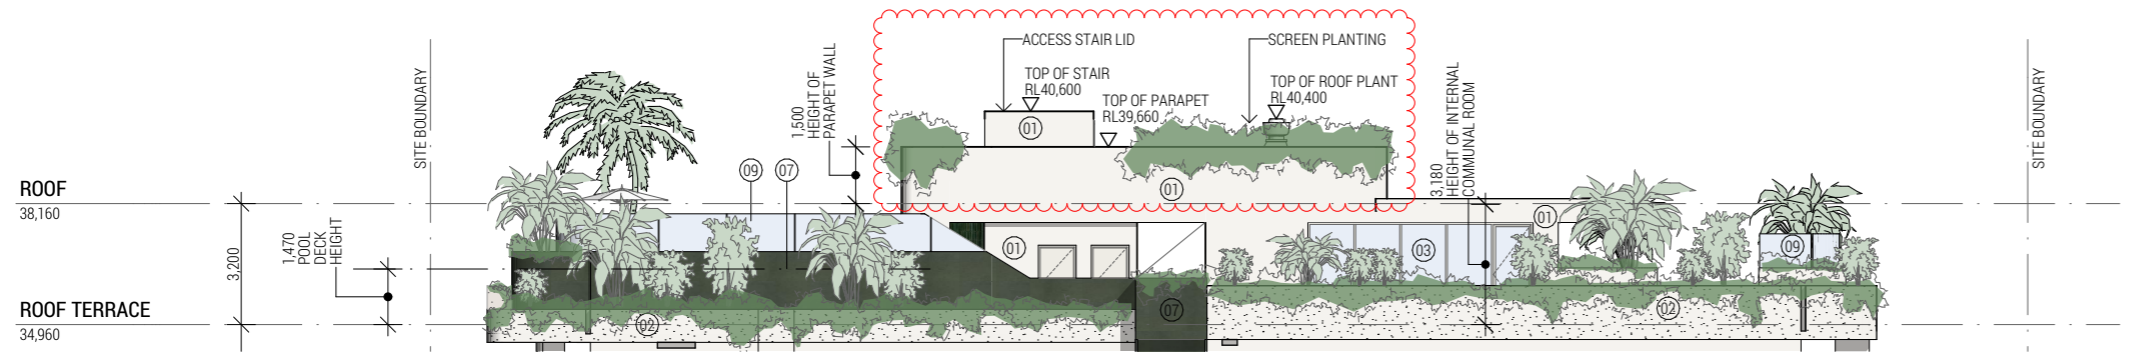 ROOF
38,160
3,200
1,470
POOL
DECK
HEIGHT
ROOF TERRACE
34,960
SITE BOUNDARY
09
07
1,500
HEIGHT OF
PARAPET WALL
ACCESS STAIR LID
TOP OF STAIR
RL40,600
01
TOP OF PARAPET
RL39,660
SCREEN PLANTING
TOP OF ROOF PLANT
RL40,400
01
3,180
HEIGHT OF INTERNAL
COMMUNAL ROOM
01
01
03
09
02
07
02
SITE BOUNDARY